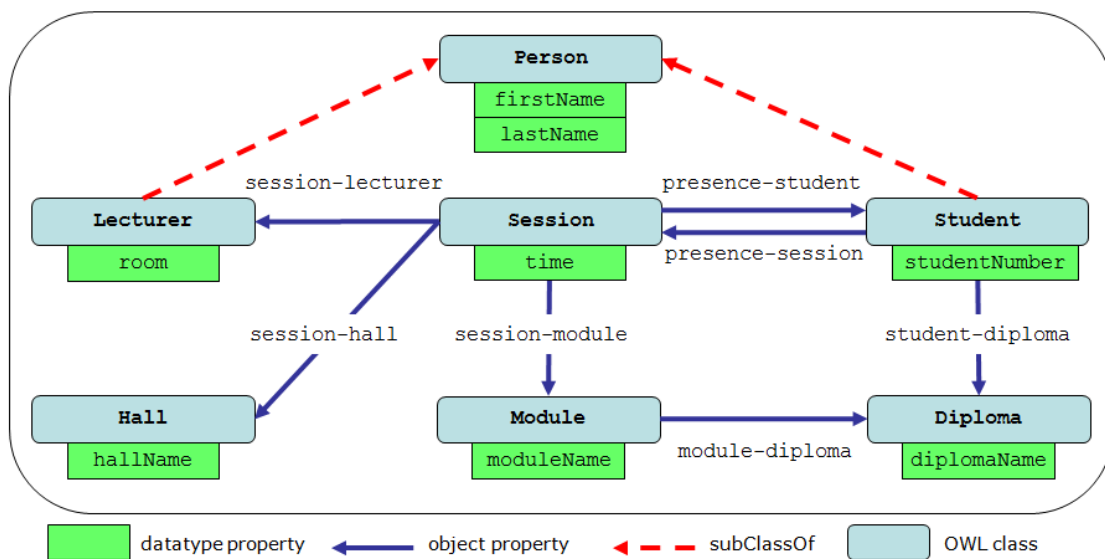 Person
firstName
lastName
session-lecturer
presence-student
Lecturer
Session
Student
room
time
presence-session
studentNumber
session-hall
session-module
student-diploma
Hall
Module
Diploma
hallName
moduleName
module-diploma
diplomaName
datatype property
object property
subClassOf
OWL class